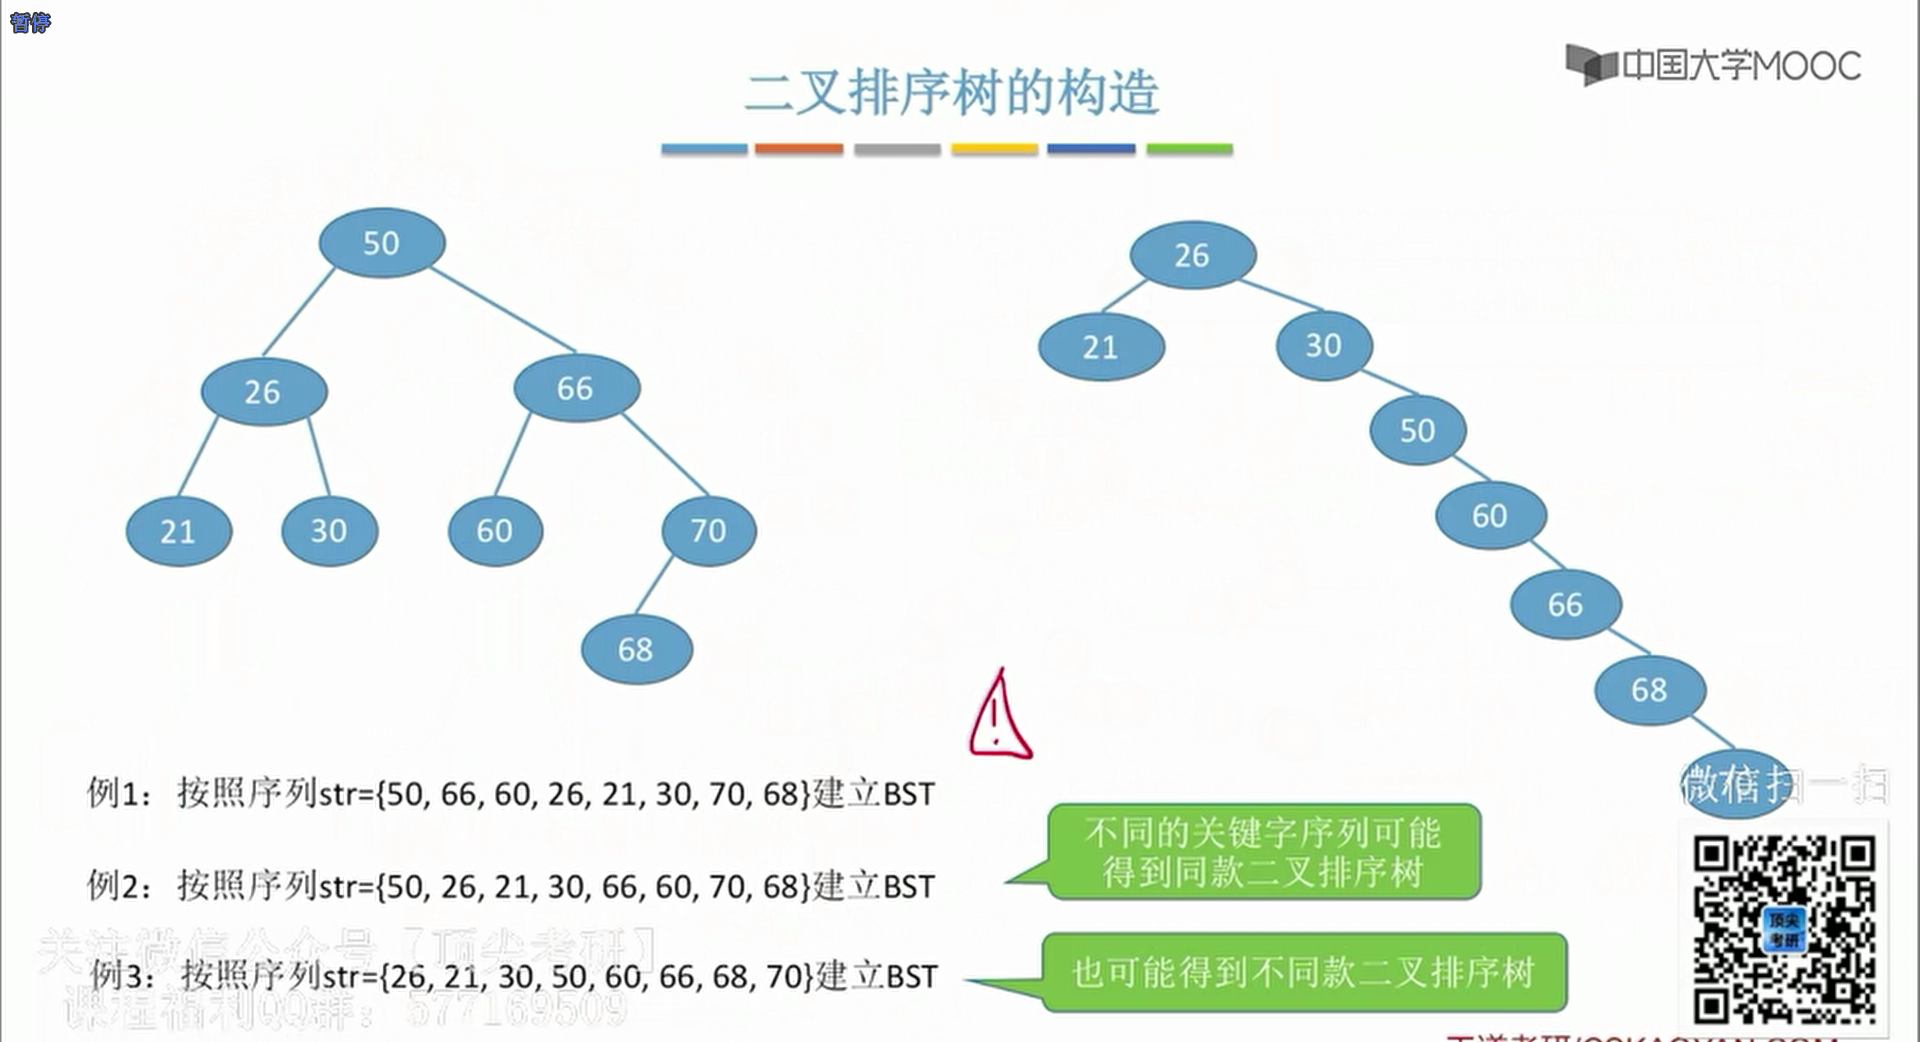 暂停
中国大学MOOC
二叉排序树的构造
50
26
66
21
30
60
70
68
26
21
30
50
60
66
68
微信扫一扫
例1：按照序列str={50, 66, 60, 26, 21, 30, 70, 68}建立BST
不同的关键字序列可能
得到同款二叉排序树
例2：按照序列str={50, 26, 21, 30, 66, 60, 70, 68}建立BST
顶尖
考研
关注微信公众号【顶尖考研】
例3：按照序列str={26, 21, 30, 50, 60, 66, 68, 70}建立BST
也可能得到不同款二叉排序树
课程福利QQ群：577169509